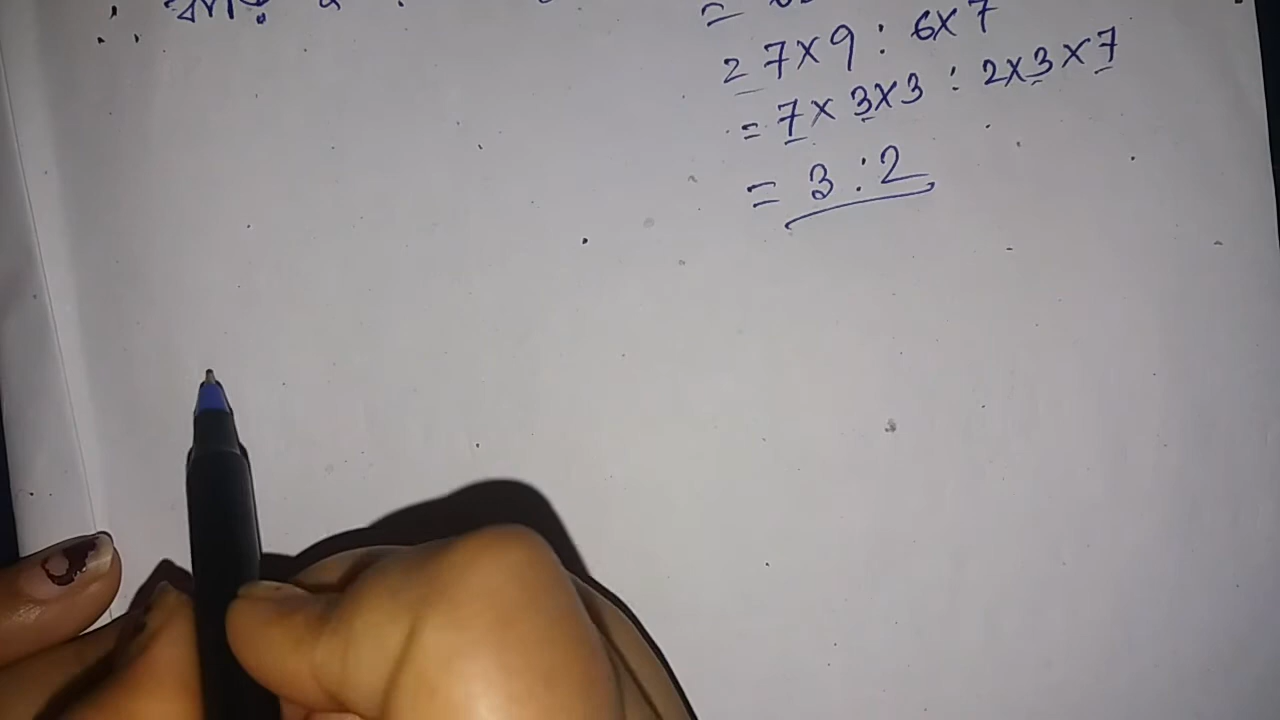 =
= 7×9 : 6×7
= 7×3×3 : 2×3×7
= 3 : 2